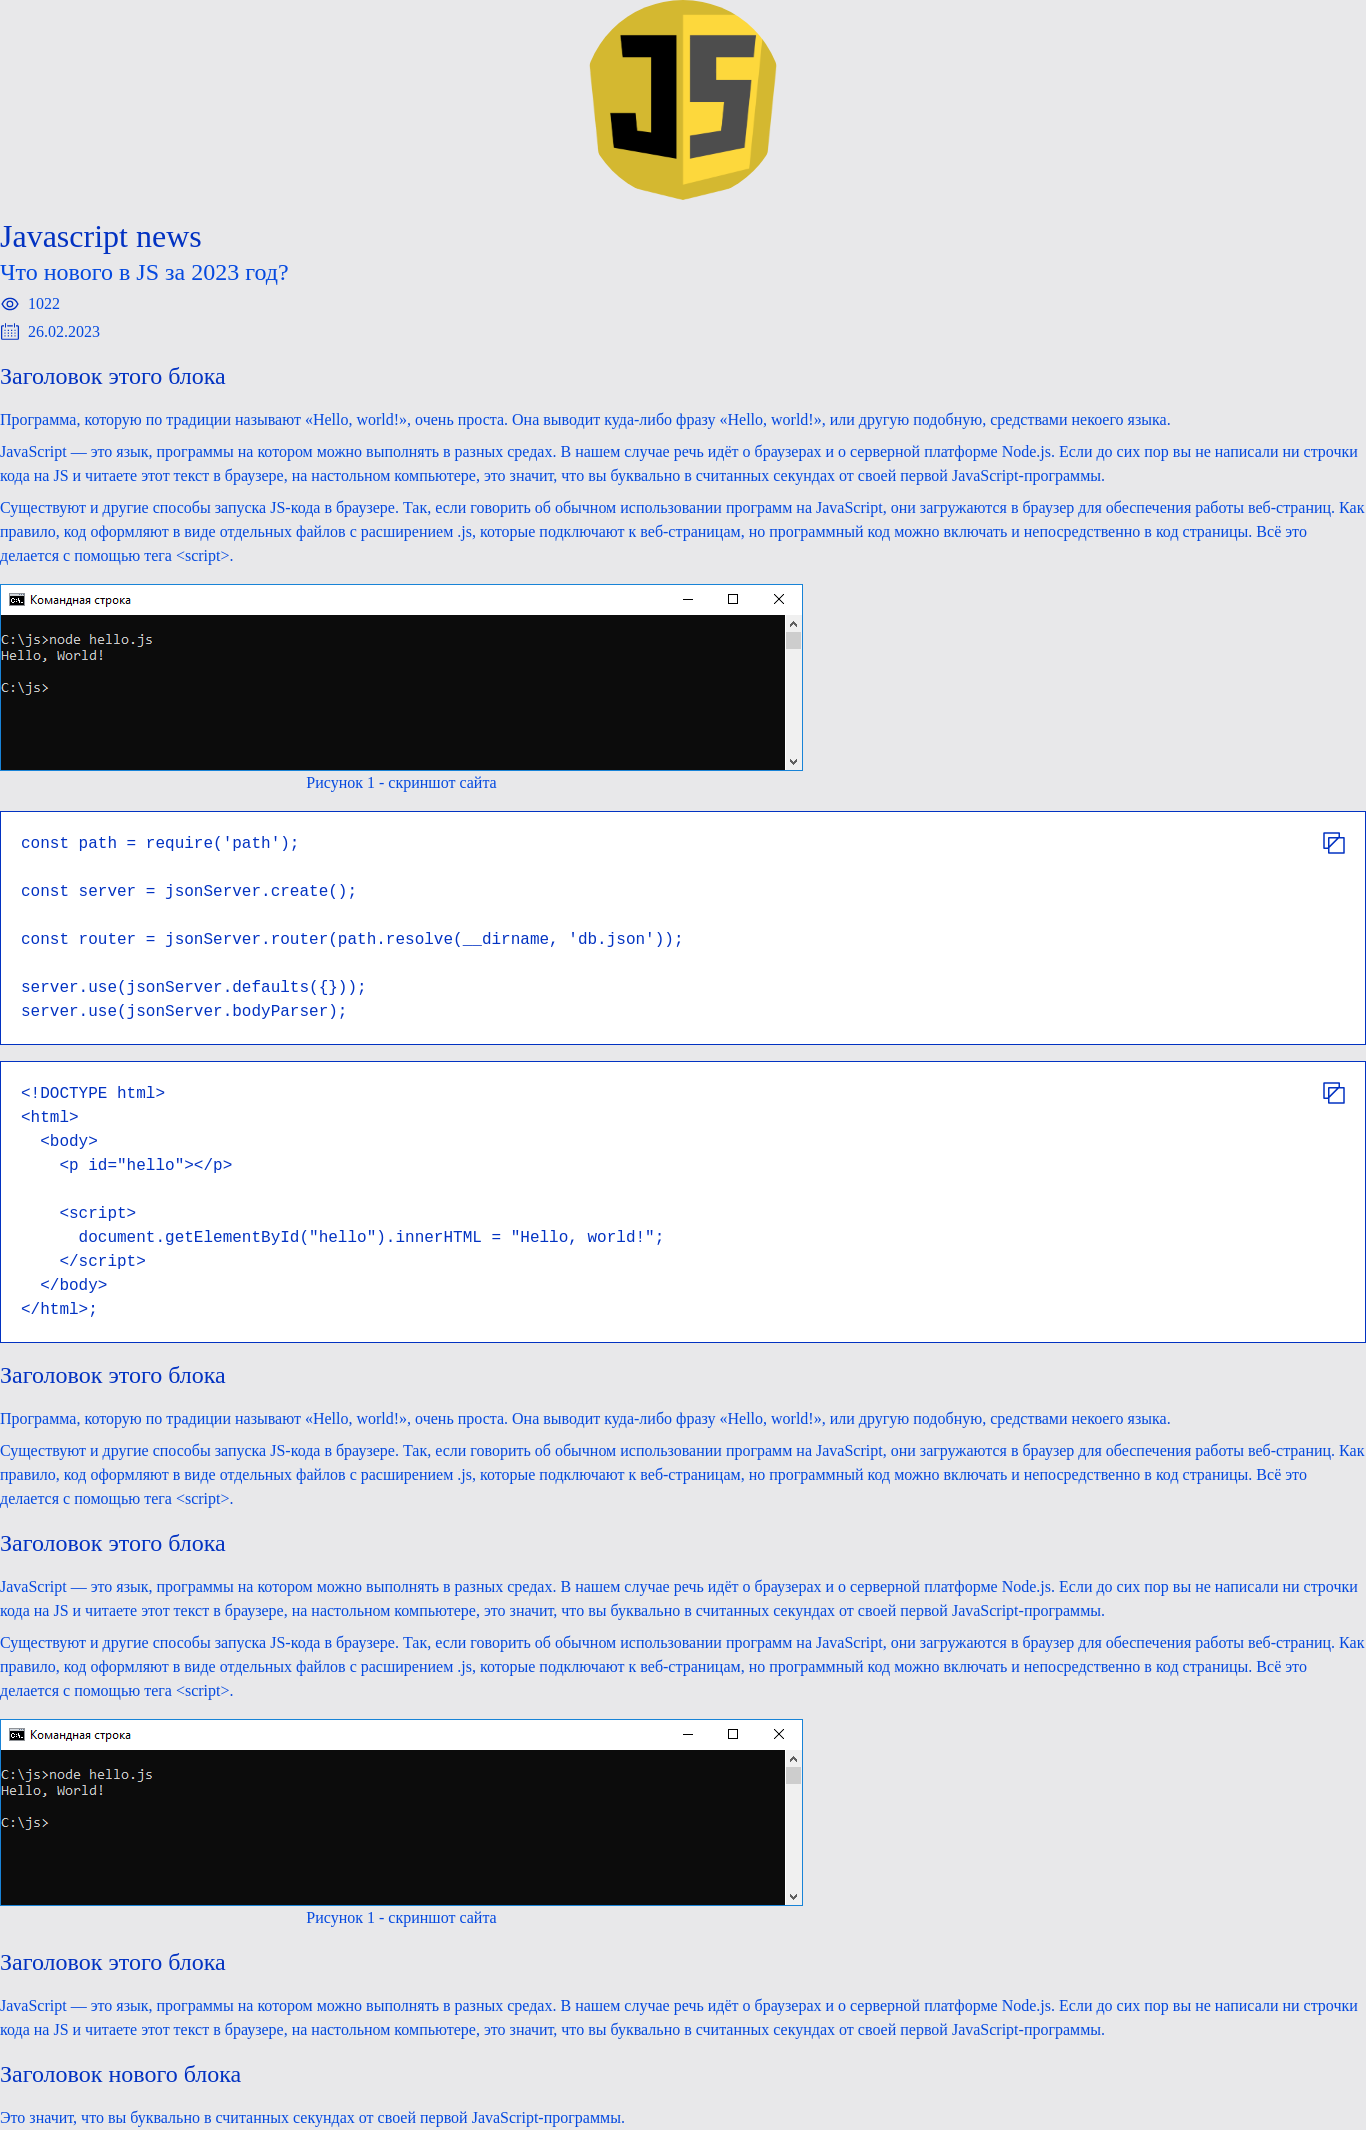 JS
Javascript news
Что нового в JS за 2023 год?
1022
26.02.2023
Заголовок этого блока
Программа, которую по традиции называют «Hello, world!», очень проста. Она выводит куда-либо фразу «Hello, world!», или другую подобную, средствами некоего языка.
JavaScript — это язык, программы на котором можно выполнять в разных средах. В нашем случае речь идёт о браузерах и о серверной платформе Node.js. Если до сих пор вы не написали ни строчки
кода на JS и читаете этот текст в браузере, на настольном компьютере, это значит, что вы буквально в считанных секундах от своей первой JavaScript-программы.
Существуют и другие способы запуска JS-кода в браузере. Так, если говорить об обычном использовании программ на JavaScript, они загружаются в браузер для обеспечения работы веб-страниц. Как
правило, код оформляют в виде отдельных файлов с расширением .js, которые подключают к веб-страницам, но программный код можно включать и непосредственно в код страницы. Всё это
делается с помощью тега <script>.
Командная строка
C:\js>node hello.js
Hello, World!
C:\js>
Рисунок 1 - скриншот сайта
const path = require('path');
const server = jsonServer.create();
const router = jsonServer.router(path.resolve(__dirname, 'db.json'));
server.use(jsonServer.defaults({}));
server.use(jsonServer.bodyParser);
<!DOCTYPE html>
<html>
  <body>
    <p id="hello"></p>
    <script>
      document.getElementById("hello").innerHTML = "Hello, world!";
    </script>
  </body>
</html>;
Заголовок этого блока
Программа, которую по традиции называют «Hello, world!», очень проста. Она выводит куда-либо фразу «Hello, world!», или другую подобную, средствами некоего языка.
Существуют и другие способы запуска JS-кода в браузере. Так, если говорить об обычном использовании программ на JavaScript, они загружаются в браузер для обеспечения работы веб-страниц. Как
правило, код оформляют в виде отдельных файлов с расширением .js, которые подключают к веб-страницам, но программный код можно включать и непосредственно в код страницы. Всё это
делается с помощью тега <script>.
Заголовок этого блока
JavaScript — это язык, программы на котором можно выполнять в разных средах. В нашем случае речь идёт о браузерах и о серверной платформе Node.js. Если до сих пор вы не написали ни строчки
кода на JS и читаете этот текст в браузере, на настольном компьютере, это значит, что вы буквально в считанных секундах от своей первой JavaScript-программы.
Существуют и другие способы запуска JS-кода в браузере. Так, если говорить об обычном использовании программ на JavaScript, они загружаются в браузер для обеспечения работы веб-страниц. Как
правило, код оформляют в виде отдельных файлов с расширением .js, которые подключают к веб-страницам, но программный код можно включать и непосредственно в код страницы. Всё это
делается с помощью тега <script>.
Командная строка
C:\js>node hello.js
Hello, World!
C:\js>
Рисунок 1 - скриншот сайта
Заголовок этого блока
JavaScript — это язык, программы на котором можно выполнять в разных средах. В нашем случае речь идёт о браузерах и о серверной платформе Node.js. Если до сих пор вы не написали ни строчки
кода на JS и читаете этот текст в браузере, на настольном компьютере, это значит, что вы буквально в считанных секундах от своей первой JavaScript-программы.
Заголовок нового блока
Это значит, что вы буквально в считанных секундах от своей первой JavaScript-программы.